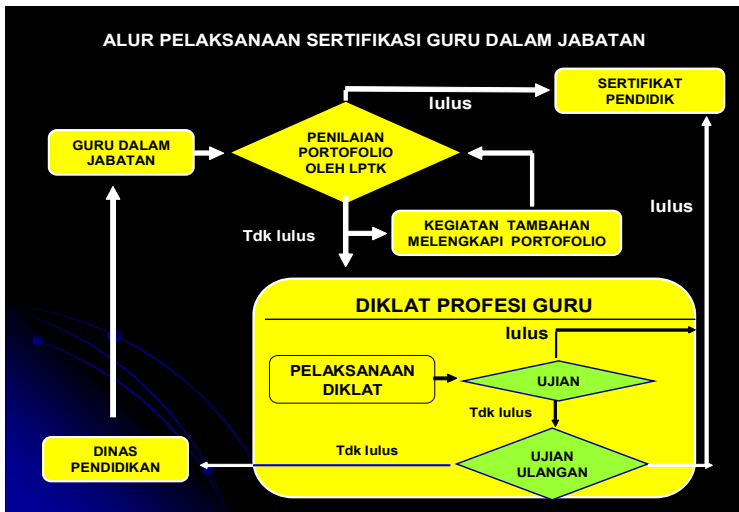 ALUR PELAKSANAAN SERTIFIKASI GURU DALAM JABATAN
SERTIFIKAT
PENDIDIK
lulus
PENILAIAN
PORTOFOLIO
OLEH LPTK
GURU DALAM
JABATAN
lulus
Tdk lulus
KEGIATAN TAMBAHAN
MELENGKAPI PORTOFOLIO
DIKLAT PROFESI GURU
lulus
PELAKSANAAN
DIKLAT
UJIAN
Tdk lulus
DINAS
PENDIDIKAN
Tdk lulus
UJIAN
ULANGAN